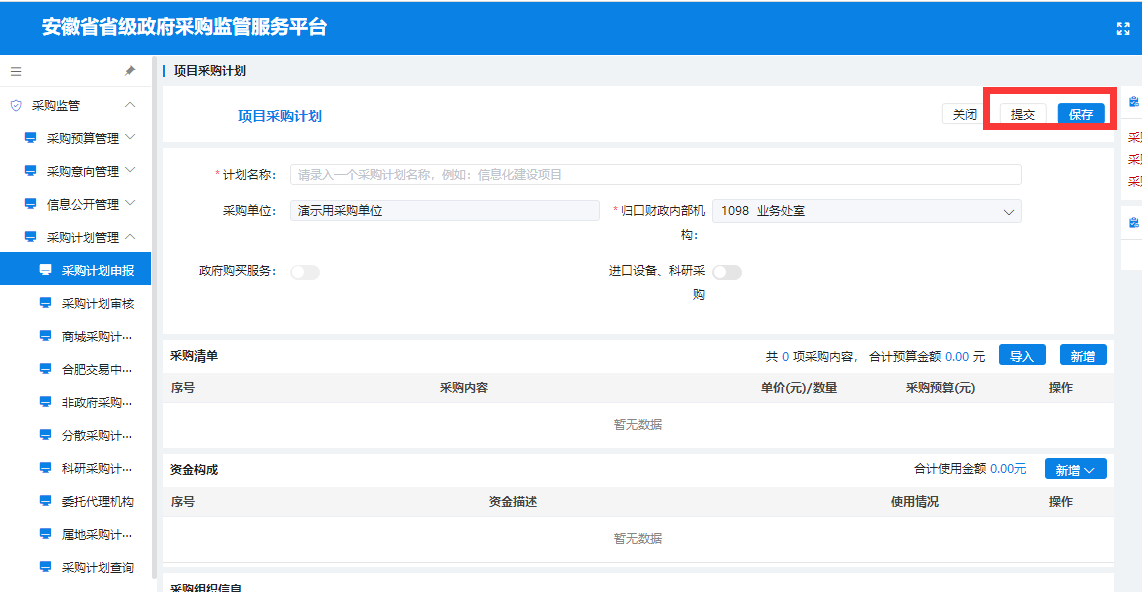 安徽省省级政府采购监管服务平台
项目采购计划
采购监管
采购预算管理
采购意向管理
信息公开管理
采购计划管理
采购计划申报
采购计划审核
商城采购计···
合肥交易中···
非政府采购···
分散采购计···
科研采购计···
委托代理机构
属地采购计···
采购计划查询
项目采购计划
关闭 提交 保存
* 计划名称： 请录入一个采购计划名称，例如：信息化建设项目
采购单位： 演示用采购单位 * 归口财政内部机构： 1098 业务处室
政府购买服务： 进口设备、科研采购
采购清单 共 0 项采购内容， 合计预算金额 0.00 元 导入 新增
序号 采购内容 单价(元)/数量 采购预算(元) 操作
暂无数据
资金构成 合计使用金额 0.00元 新增
序号 资金描述 使用情况 操作
暂无数据
采购组织信息
采
采
采